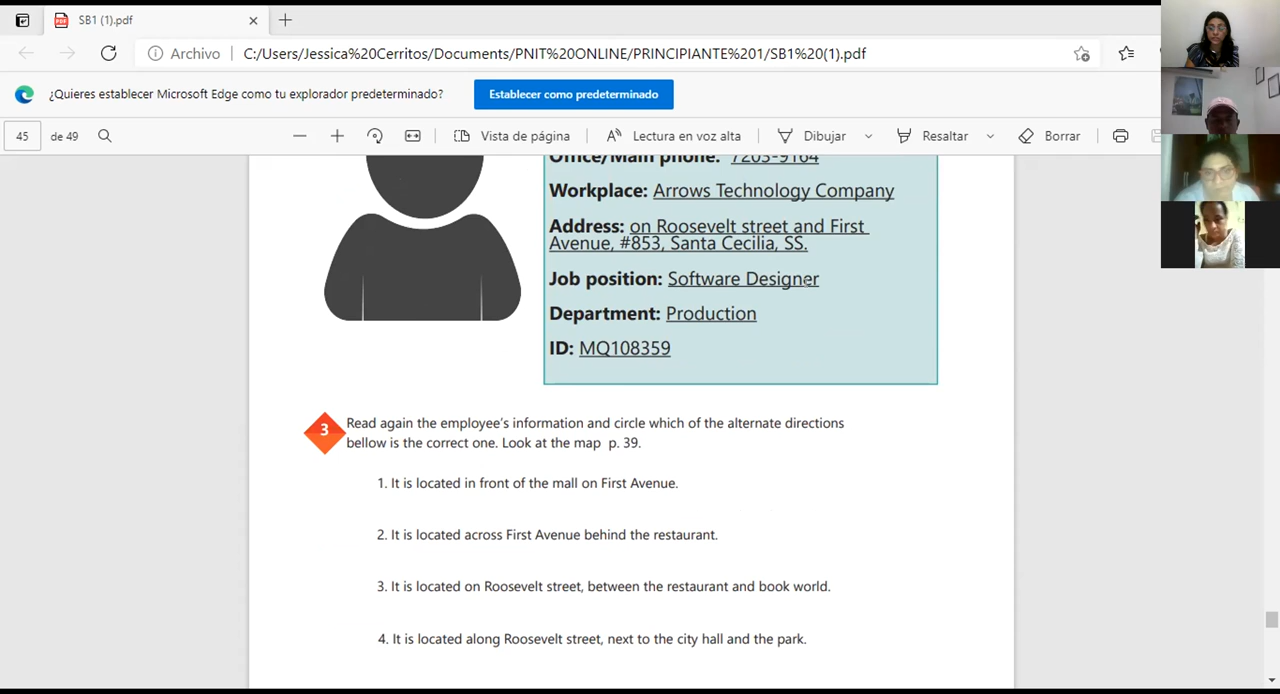 SB1 (1).pdf
Archivo
C:/Users/Jessica%20Cerritos/Documents/PNIT%20ONLINE/PRINCIPIANTE%201/SB1%20(1).pdf
¿Quieres establecer Microsoft Edge como tu explorador predeterminado?
Establecer como predeterminado
45 de 49
Vista de página
Lectura en voz alta
Dibujar
Resaltar
Borrar
Office/Main phone: 7203-9164
Workplace: Arrows Technology Company
Address: on Roosevelt street and First
Avenue, #853, Santa Cecilia, SS.
Job position: Software Designer
Department: Production
ID: MQ108359
3
Read again the employee's information and circle which of the alternate directions
bellow is the correct one. Look at the map p. 39.
1. It is located in front of the mall on First Avenue.
2. It is located across First Avenue behind the restaurant.
3. It is located on Roosevelt street, between the restaurant and book world.
4. It is located along Roosevelt street, next to the city hall and the park.